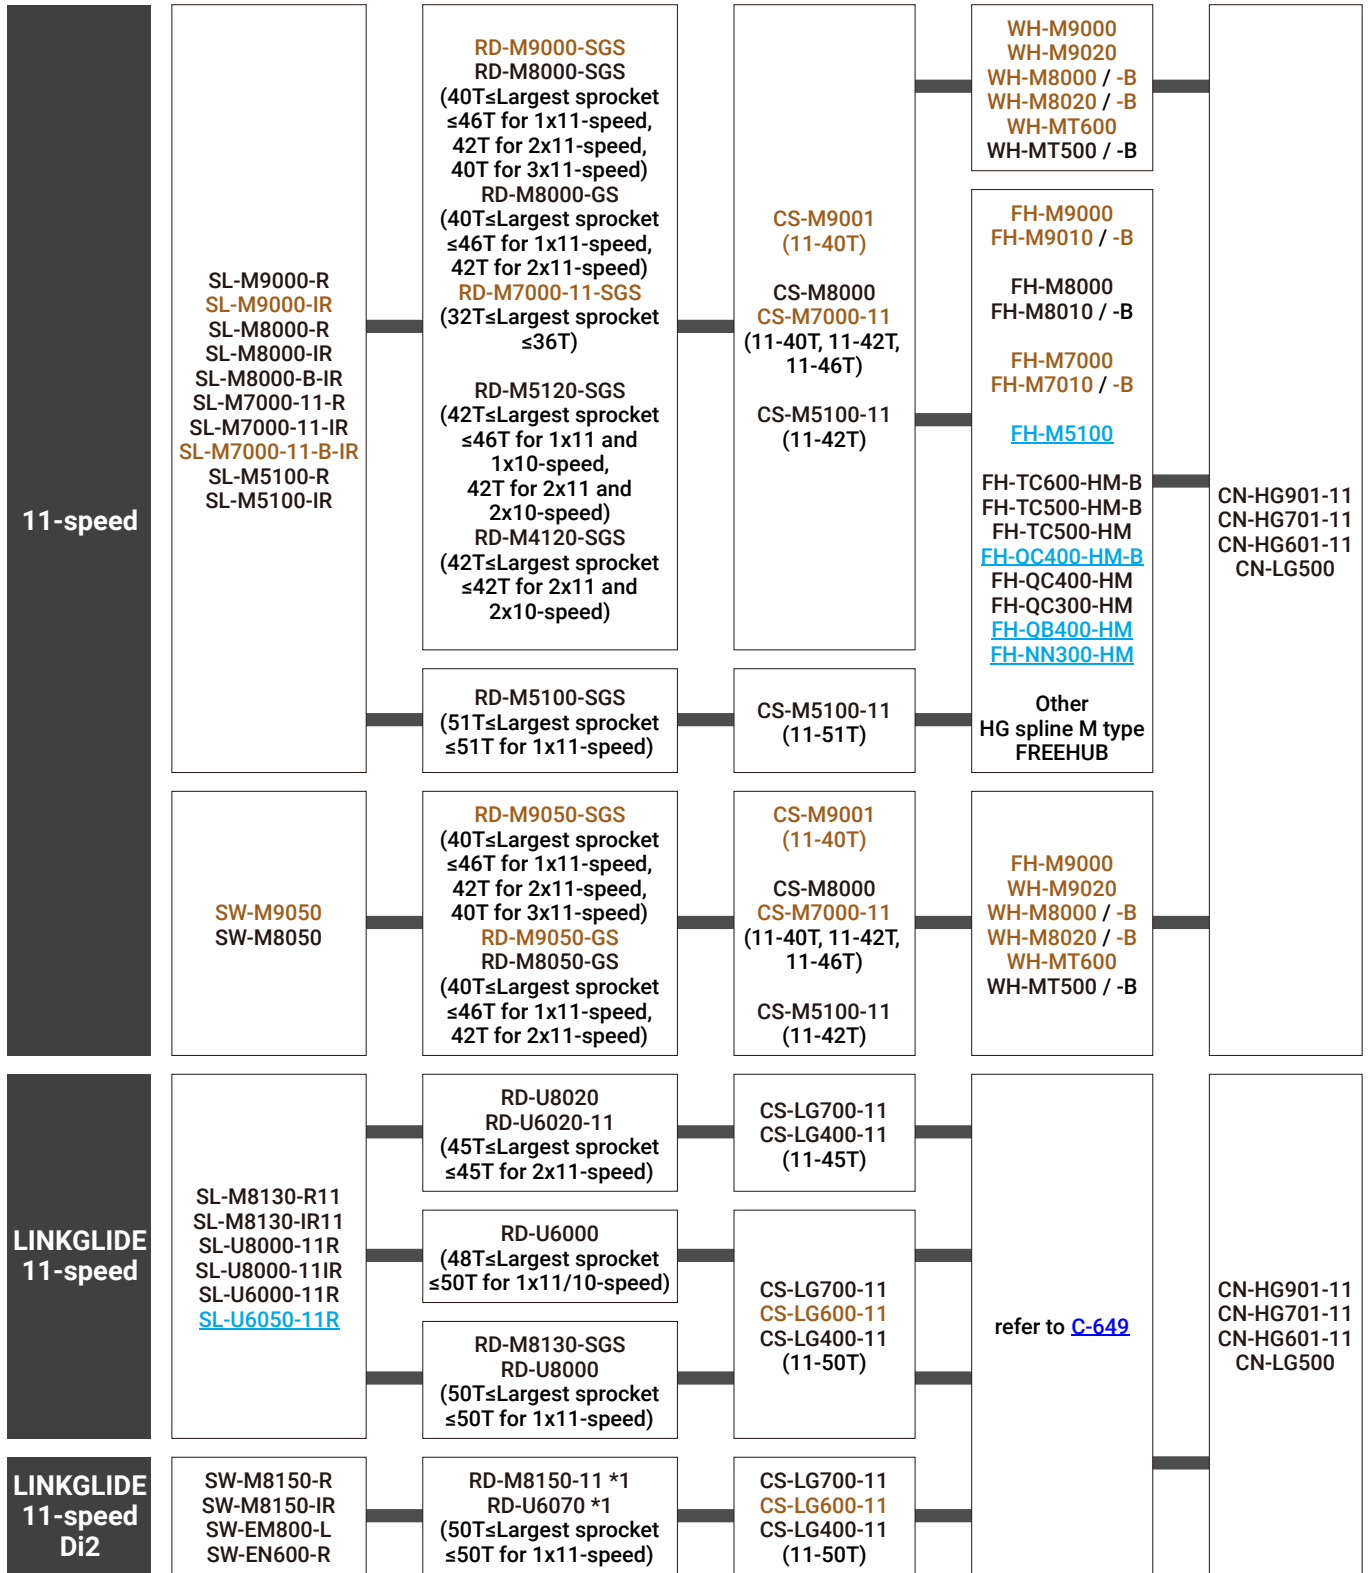 11-speed
SL-M9000-R
SL-M9000-IR
SL-M8000-R
SL-M8000-IR
SL-M8000-B-IR
SL-M7000-11-R
SL-M7000-11-IR
SL-M7000-11-B-IR
SL-M5100-R
SL-M5100-IR
RD-M9000-SGS
RD-M8000-SGS
(40T≤Largest sprocket
≤46T for 1x11-speed,
42T for 2x11-speed,
40T for 3x11-speed)
RD-M8000-GS
(40T≤Largest sprocket
≤46T for 1x11-speed,
42T for 2x11-speed)
RD-M7000-11-SGS
(32T≤Largest sprocket
≤36T)
RD-M5120-SGS
(42T≤Largest sprocket
≤46T for 1x11 and
1x10-speed,
42T for 2x11 and
2x10-speed)
RD-M4120-SGS
(42T≤Largest sprocket
≤42T for 2x11 and
2x10-speed)
CS-M9001
(11-40T)
CS-M8000
CS-M7000-11
(11-40T, 11-42T,
11-46T)
CS-M5100-11
(11-42T)
WH-M9000
WH-M9020
WH-M8000 / -B
WH-M8020 / -B
WH-MT600
WH-MT500 / -B
FH-M9000
FH-M9010 / -B
FH-M8000
FH-M8010 / -B
FH-M7000
FH-M7010 / -B
FH-M5100
FH-TC600-HM-B
FH-TC500-HM-B
FH-TC500-HM
FH-QC400-HM-B
FH-QC400-HM
FH-QC300-HM
FH-QB400-HM
FH-NN300-HM
Other
HG spline M type
FREEHUB
CN-HG901-11
CN-HG701-11
CN-HG601-11
CN-LG500
RD-M5100-SGS
(51T≤Largest sprocket
≤51T for 1x11-speed)
CS-M5100-11
(11-51T)
SW-M9050
SW-M8050
RD-M9050-SGS
(40T≤Largest sprocket
≤46T for 1x11-speed,
42T for 2x11-speed,
40T for 3x11-speed)
RD-M9050-GS
RD-M8050-GS
(40T≤Largest sprocket
≤46T for 1x11-speed,
42T for 2x11-speed)
CS-M9001
(11-40T)
CS-M8000
CS-M7000-11
(11-40T, 11-42T,
11-46T)
CS-M5100-11
(11-42T)
FH-M9000
WH-M9020
WH-M8000 / -B
WH-M8020 / -B
WH-MT600
WH-MT500 / -B
LINKGLIDE
11-speed
SL-M8130-R11
SL-M8130-IR11
SL-U8000-11R
SL-U8000-11IR
SL-U6000-11R
SL-U6050-11R
RD-U8020
RD-U6020-11
(45T≤Largest sprocket
≤45T for 2x11-speed)
CS-LG700-11
CS-LG400-11
(11-45T)
RD-U6000
(48T≤Largest sprocket
≤50T for 1x11/10-speed)
RD-M8130-SGS
RD-U8000
(50T≤Largest sprocket
≤50T for 1x11-speed)
CS-LG700-11
CS-LG600-11
CS-LG400-11
(11-50T)
refer to C-649
CN-HG901-11
CN-HG701-11
CN-HG601-11
CN-LG500
LINKGLIDE
11-speed
Di2
SW-M8150-R
SW-M8150-IR
SW-EM800-L
SW-EN600-R
RD-M8150-11 *1
RD-U6070 *1
(50T≤Largest sprocket
≤50T for 1x11-speed)
CS-LG700-11
CS-LG600-11
CS-LG400-11
(11-50T)